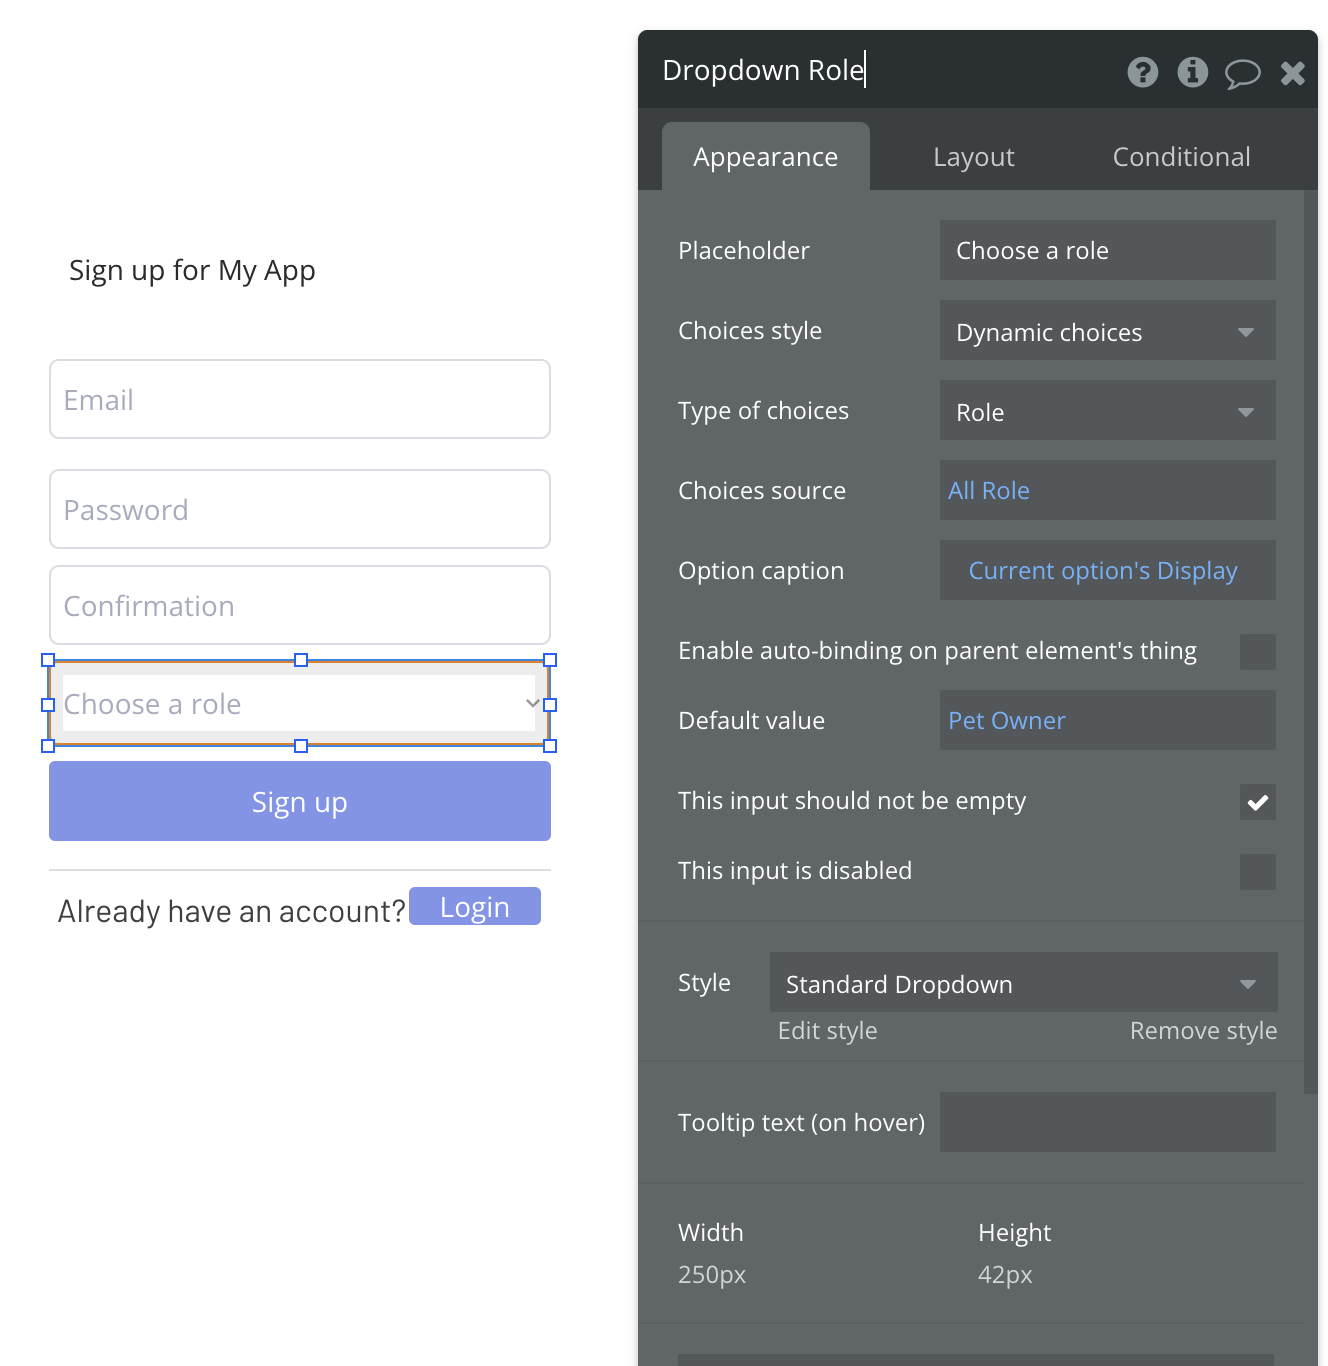 Sign up for My App
Email
Password
Confirmation
Choose a role
Sign up
Already have an account?
Login
Dropdown Role
Appearance
Layout
Conditional
Placeholder
Choose a role
Choices style
Dynamic choices
Type of choices
Role
Choices source
All Role
Option caption
Current option's Display
Enable auto-binding on parent element's thing
Default value
Pet Owner
This input should not be empty
This input is disabled
Style
Standard Dropdown
Edit style
Remove style
Tooltip text (on hover)
Width
Height
250px
42px